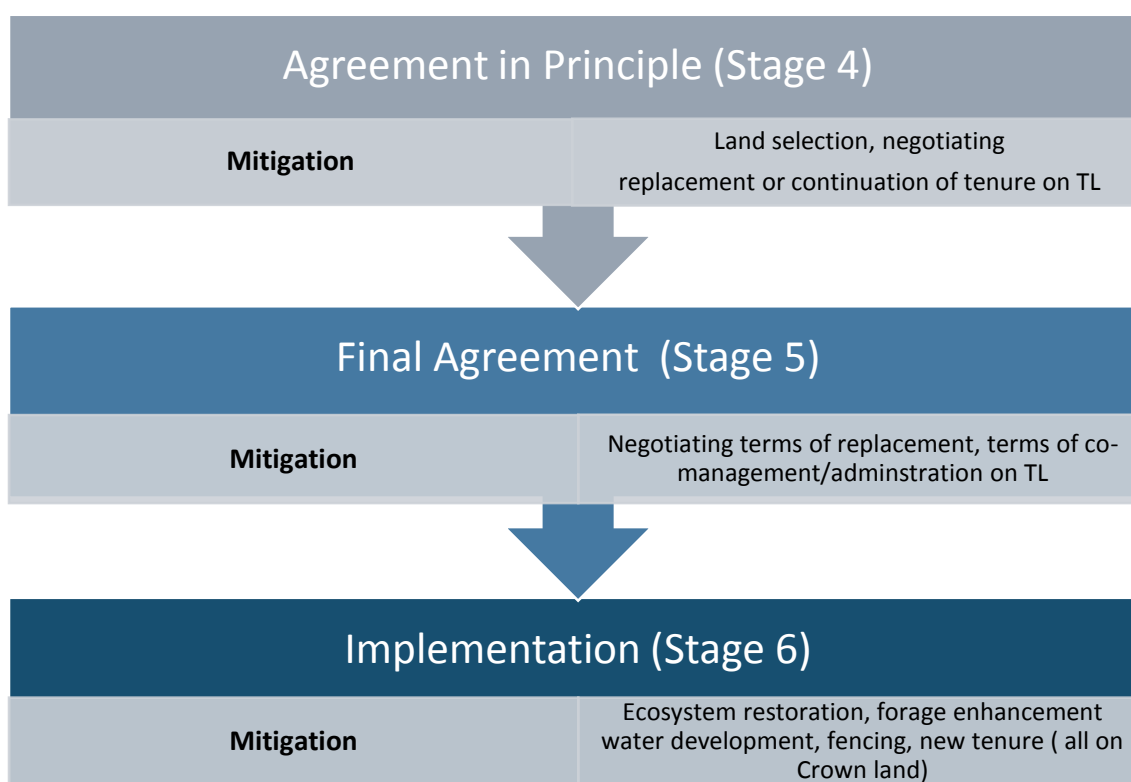 Agreement in Principle (Stage 4)
Mitigation
Land selection, negotiating
replacement or continuation of tenure on TL
Final Agreement (Stage 5)
Mitigation
Negotiating terms of replacement, terms of co-
management/adminstration on TL
Implementation (Stage 6)
Mitigation
Ecosystem restoration, forage enhancement
water development, fencing, new tenure ( all on
Crown land)